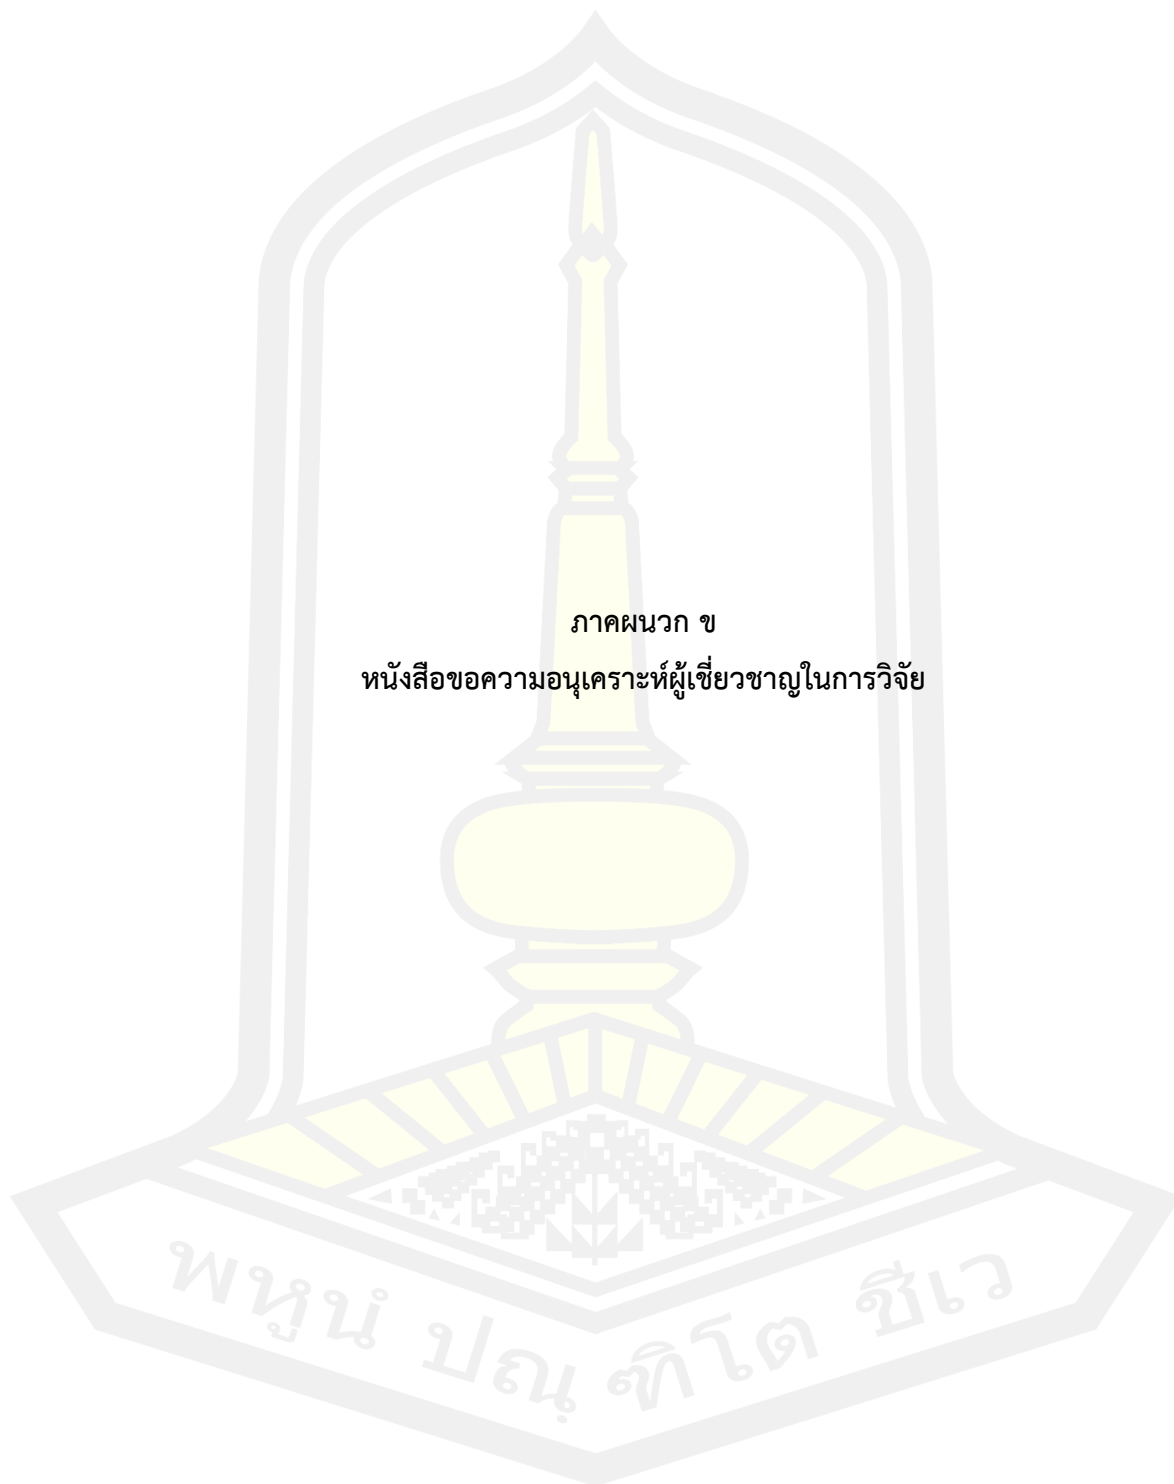 ภาคผนวก ข
หนังสือขอความอนุเคราะห์ผู้เชี่ยวชาญในการวิจัย
พหูนํ ปณฺฑิโต ชีเว